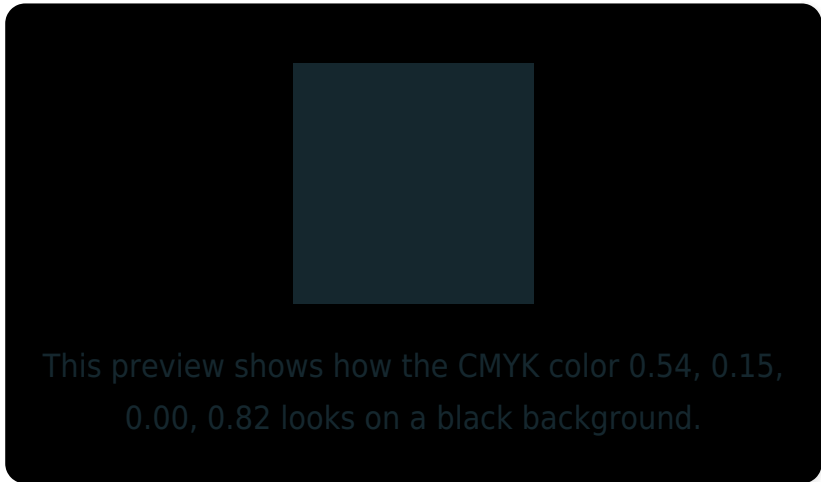 This preview shows how the CMYK color 0.54, 0.15,
0.00, 0.82 looks on a black background.